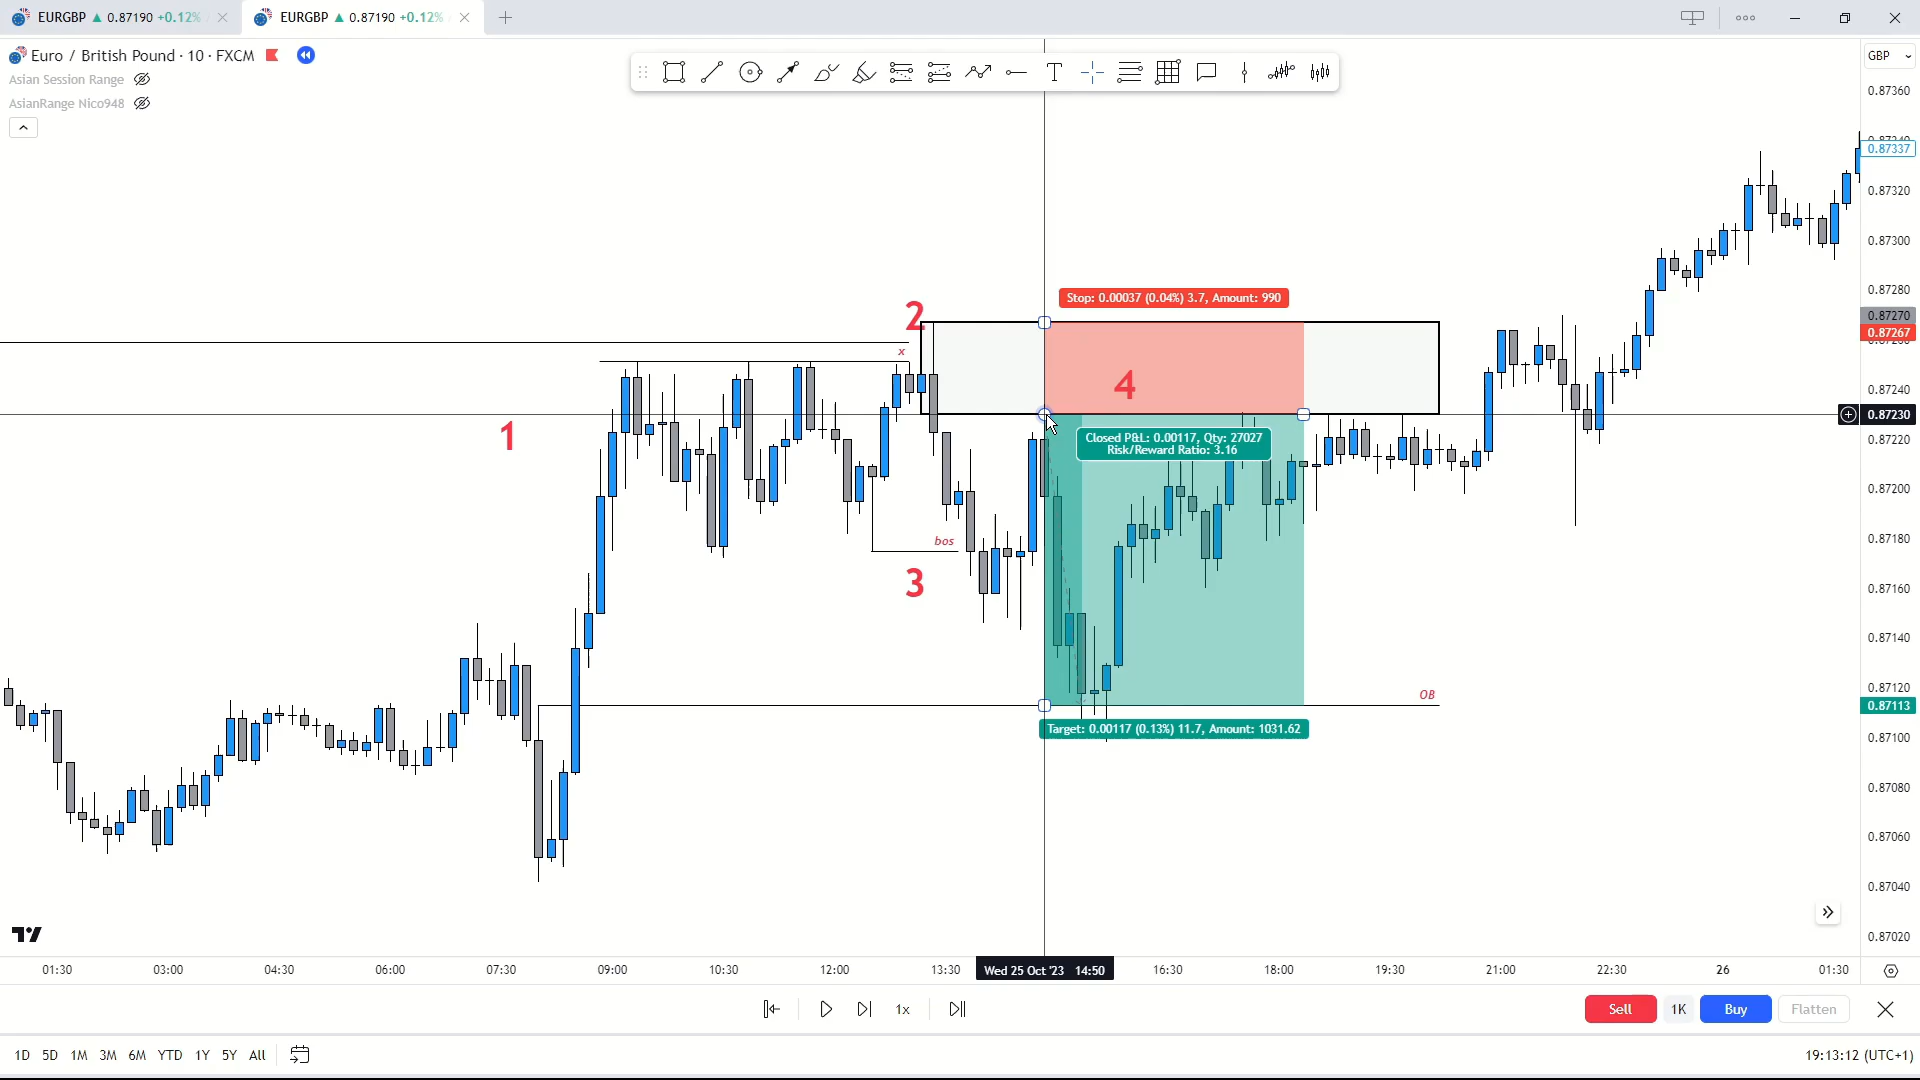 EURGBP ▲ 0.87190 +0.12%
EURGBP ▲ 0.87190 +0.12%
Euro / British Pound · 10 · FXCM
Asian Session Range
AsianRange Nico948
GBP
0.87360
0.87337
0.87320
0.87300
0.87280
0.87270
0.87267
0.87240
0.87230
0.87220
0.87200
0.87180
0.87160
0.87140
0.87120
0.87113
0.87100
0.87080
0.87060
0.87040
0.87020
Stop: 0.00037 (0.04%) 3.7, Amount: 990
2
x
4
1
Closed P&L: 0.00117, Qty: 27027
Risk/Reward Ratio: 3.16
bos
3
OB
Target: 0.00117 (0.13%) 11.7, Amount: 1031.62
01:30 03:00 04:30 06:00 07:30 09:00 10:30 12:00 13:30 Wed 25 Oct '23 14:50 16:30 18:00 19:30 21:00 22:30 26 01:30
1x
Sell 1K Buy Flatten
1D 5D 1M 3M 6M YTD 1Y 5Y All
19:13:12 (UTC+1)